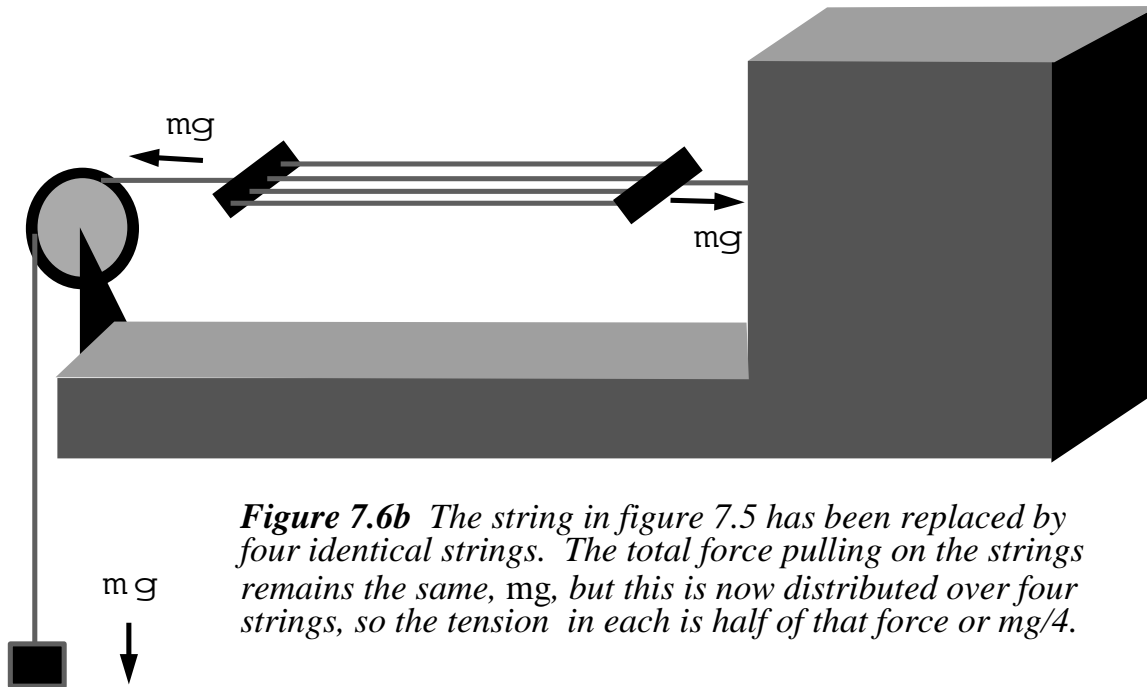 mg
mg
mg
Figure 7.6b The string in figure 7.5 has been replaced by
four identical strings. The total force pulling on the strings
remains the same, mg, but this is now distributed over four
strings, so the tension in each is half of that force or mg/4.